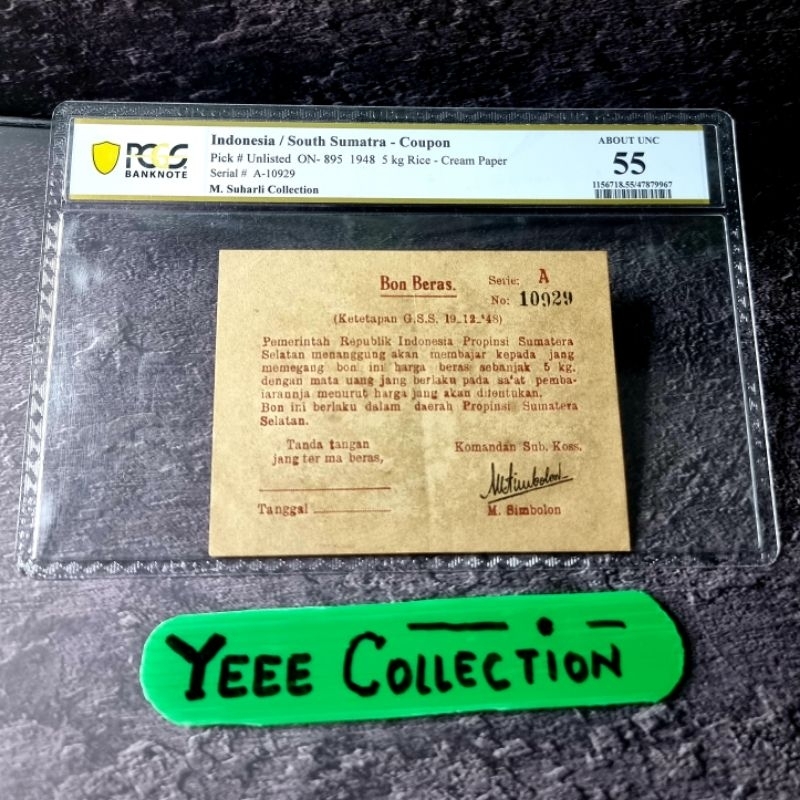 PCGS
BANKNOTE
Indonesia / South Sumatra - Coupon
Pick # Unlisted ON- 895 1948 5 kg Rice - Cream Paper
Serial # A-10929
M. Suharli Collection
ABOUT UNC
55
1156718.55/47879967
Bon Beras.
Serie: A
No: 10929
(Ketetapan G.S.S. 19_12_'48)
Pemerintah Republik Indonesia Propinsi Sumatera
Selatan menanggung akan membajar kepada jang
memegang bon ini harga beras sebanjak 5 kg.
dengan mata uang jang berlaku pada sa'at pemba-
iarannja menurut harga jang akan ditentukan.
Bon ini berlaku dalam daerah Propinsi Sumatera
Selatan.
Tanda tangan
jang ter ma beras,
Tanggal
Komandan Sub. Koss.
MSimbolon
M. Simbolon
YEEE COLLECTION